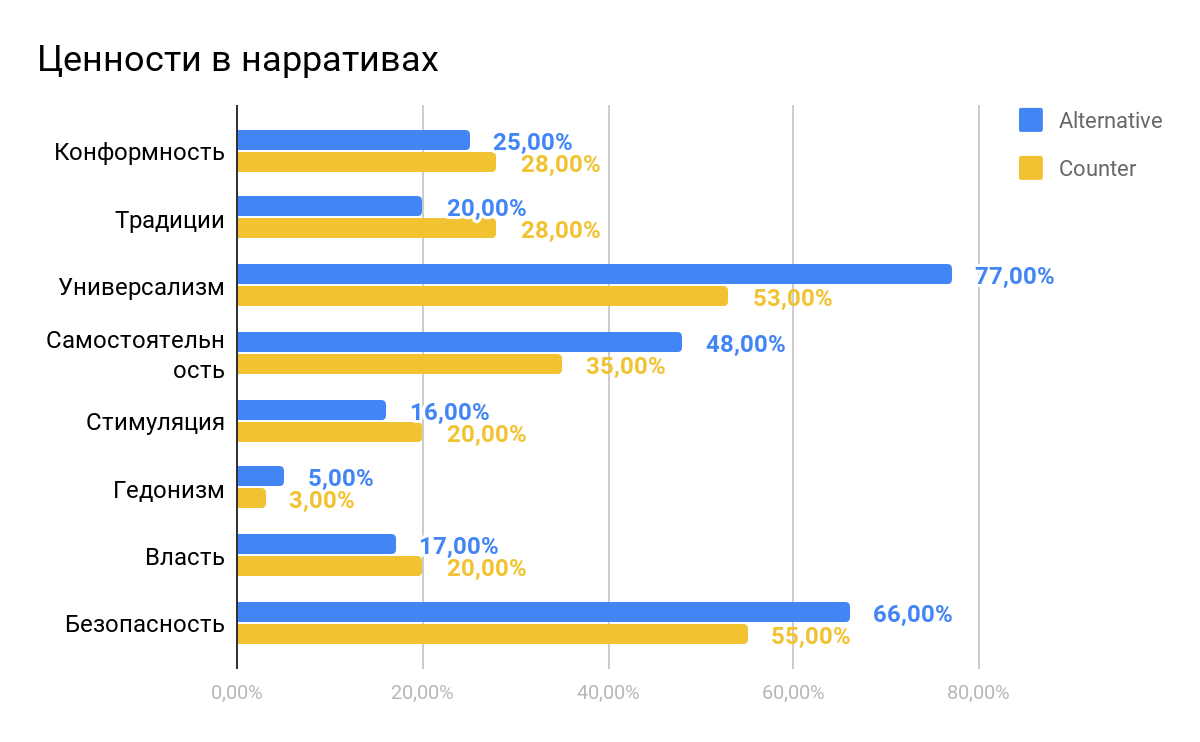 Ценности в нарративах
Alternative
Counter
Конформность
25,00%
28,00%
Традиции
20,00%
28,00%
Универсализм
77,00%
53,00%
Самостоятельн
ость
48,00%
35,00%
Стимуляция
16,00%
20,00%
Гедонизм
5,00%
3,00%
Власть
17,00%
20,00%
Безопасность
66,00%
55,00%
0,00% 20,00% 40,00% 60,00% 80,00%